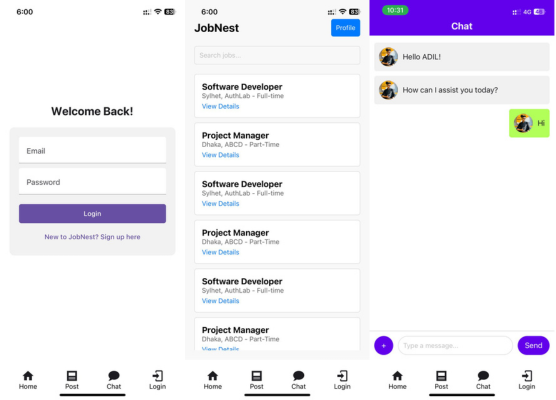 6:00
83
Welcome Back!
Email
Password
Login
New to JobNest? Sign up here
Home
Post
Chat
Login
6:00
83
JobNest
Profile
Search jobs...
Software Developer
Sylhet, AuthLab - Full-time
View Details
Project Manager
Dhaka, ABCD - Part-Time
View Details
Software Developer
Sylhet, AuthLab - Full-time
View Details
Project Manager
Dhaka, ABCD - Part-Time
View Details
Software Developer
Sylhet, AuthLab - Full-time
View Details
Project Manager
Dhaka, ABCD - Part-Time
View Details
Home
Post
Chat
Login
10:31
4G
Chat
Hello ADIL!
How can I assist you today?
Hi
+
Type a message...
Send
Home
Post
Chat
Login